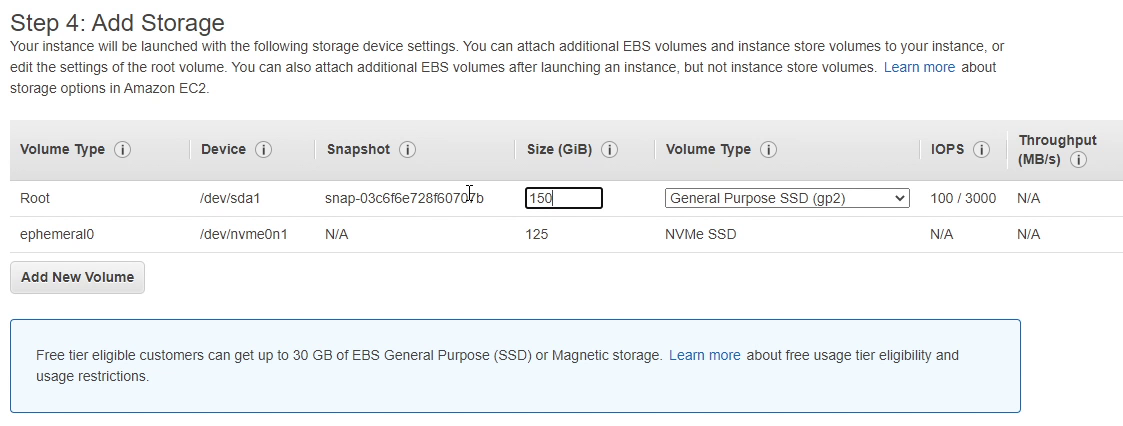 Step 4: Add Storage
Your instance will be launched with the following storage device settings. You can attach additional EBS volumes and instance store volumes to your instance, or
edit the settings of the root volume. You can also attach additional EBS volumes after launching an instance, but not instance store volumes. Learn more about
storage options in Amazon EC2.
Volume Type Device Snapshot Size (GiB) Volume Type IOPS Throughput (MB/s)
Root /dev/sda1 snap-03c6f6e728f60707b 150 General Purpose SSD (gp2) 100 / 3000 N/A
ephemeral0 /dev/nvme0n1 N/A 125 NVMe SSD N/A N/A
Add New Volume
Free tier eligible customers can get up to 30 GB of EBS General Purpose (SSD) or Magnetic storage. Learn more about free usage tier eligibility and
usage restrictions.